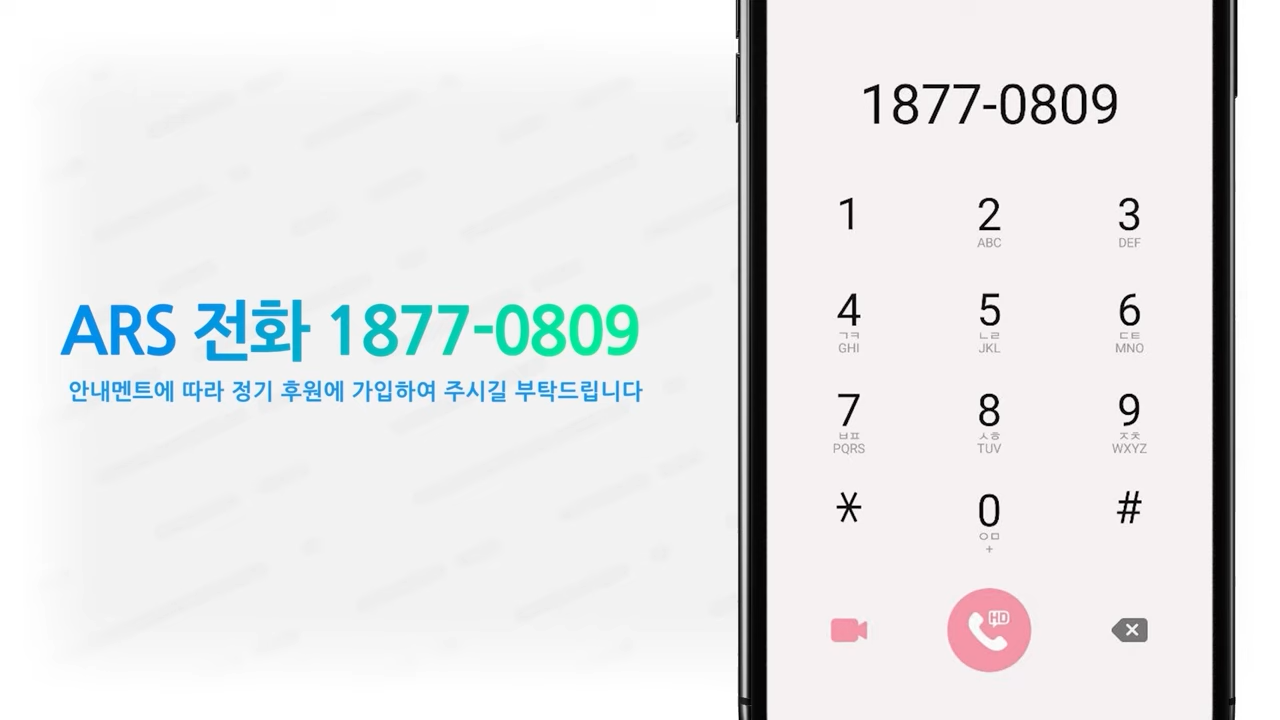 ARS 전화 1877-0809
안내멘트에 따라 정기 후원에 가입하여 주시길 부탁드립니다
1877-0809
1 2 3
ABC DEF
4 5 6
ㄱㅋ ㄴㄹ ㄷㅌ
GHI JKL MNO
7 8 9
ㅂㅍ ㅅㅎ ㅈㅊ
PQRS TUV WXYZ
* 0 #
ㅇㅁ
+
HD